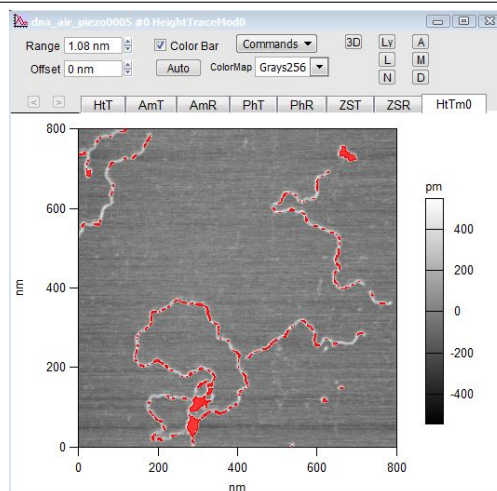 dna_air_piezo0005 #0 HeightTraceMod0
Range 1.08 nm Color Bar Commands 3D Lγ A
Offset 0 nm Auto ColorMap Grays256 L M
N D
< > HtT AmT AmR PhT PhR ZST ZSR HtTm0
800
600
400
200
0
nm
0 200 400 600 800
nm
pm
400
200
0
-200
-400